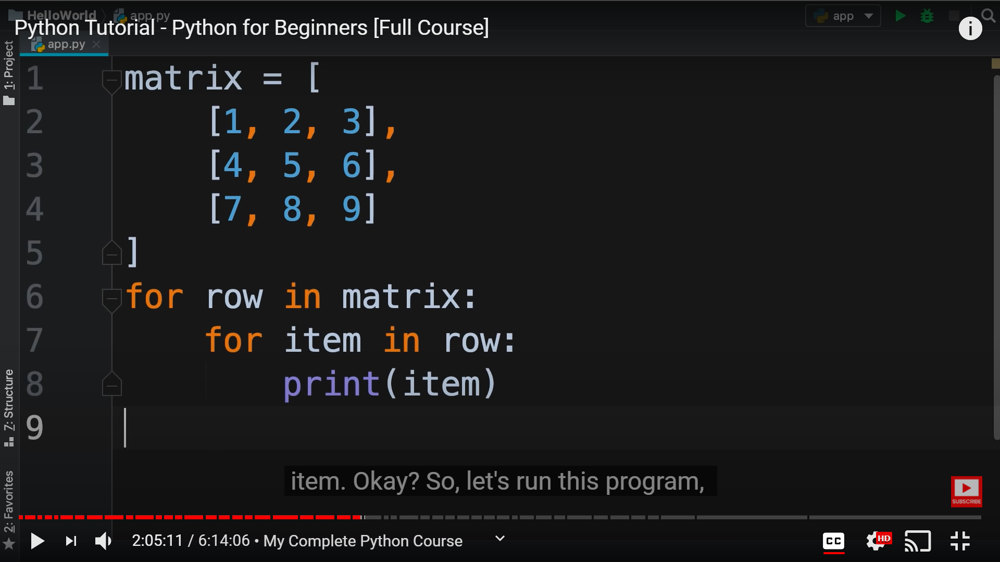 HelloWorld app.py
app
Python Tutorial - Python for Beginners [Full Course]
i
app.py
1: Project
1 matrix = [
2     [1, 2, 3],
3     [4, 5, 6],
4     [7, 8, 9]
5 ]
6 for row in matrix:
7     for item in row:
8         print(item)
9
7: Structure
2: Favorites
item. Okay? So, let's run this program,
SUBSCRIBE
2:05:11 / 6:14:06 • My Complete Python Course
CC
HD